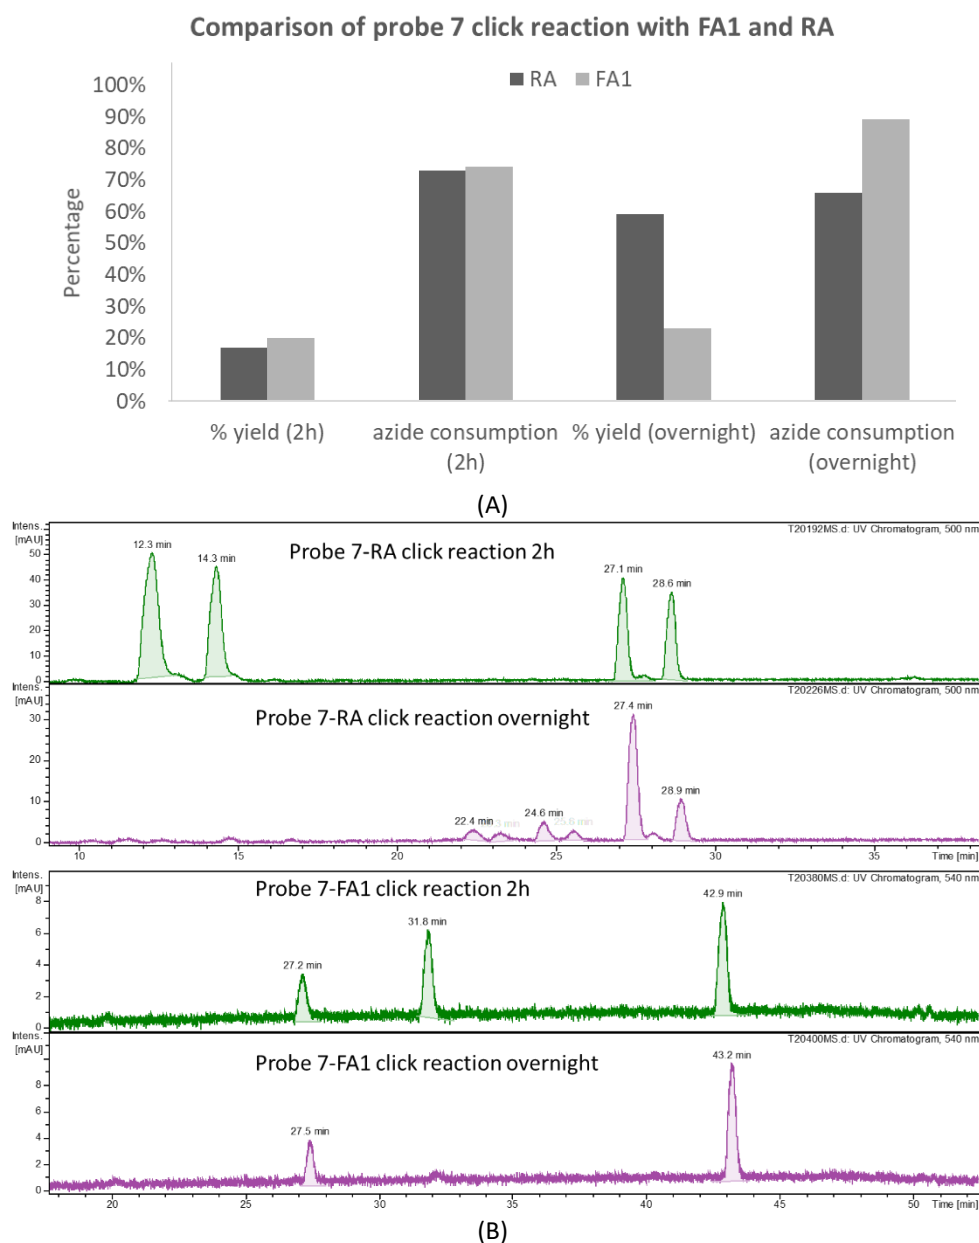 Comparison of probe 7 click reaction with FA1 and RA
RA FA1
Percentage
100%
90%
80%
70%
60%
50%
40%
30%
20%
10%
0%
% yield (2h) azide consumption (2h) % yield (overnight) azide consumption (overnight)
(A)
Intens. [mAU]
T20192MS.d: UV Chromatogram, 500 nm
Probe 7-RA click reaction 2h
12.3 min 14.3 min 27.1 min 28.6 min
50
40
30
20
10
0
Intens. [mAU]
T20226MS.d: UV Chromatogram, 500 nm
Probe 7-RA click reaction overnight
22.4 min 24.6 min 25.6 min 27.4 min 28.9 min
30
20
10
0
10 15 20 25 30 35 Time [min]
Intens. [mAU]
T20380MS.d: UV Chromatogram, 540 nm
Probe 7-FA1 click reaction 2h
27.2 min 31.8 min 42.9 min
8
6
4
2
0
Intens. [mAU]
T20400MS.d: UV Chromatogram, 540 nm
Probe 7-FA1 click reaction overnight
27.5 min 43.2 min
8
6
4
2
0
20 25 30 35 40 45 50 Time [min]
(B)